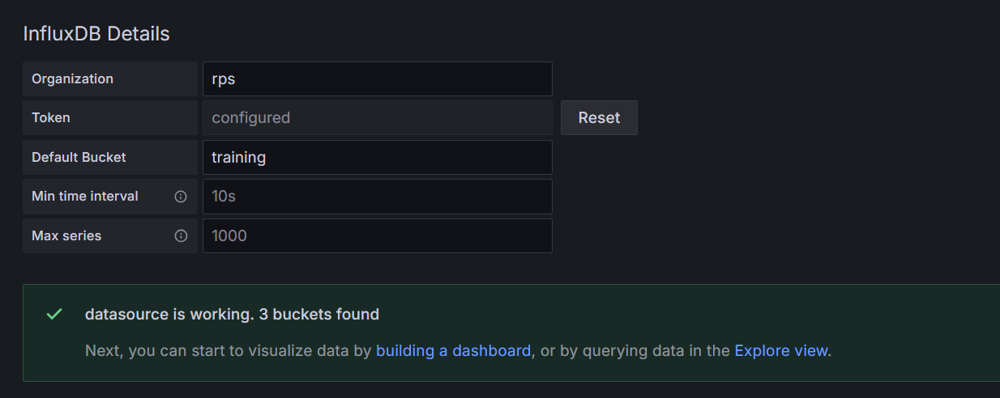 InfluxDB Details
Organization rps
Token configured Reset
Default Bucket training
Min time interval 10s
Max series 1000
datasource is working. 3 buckets found
Next, you can start to visualize data by building a dashboard, or by querying data in the Explore view.